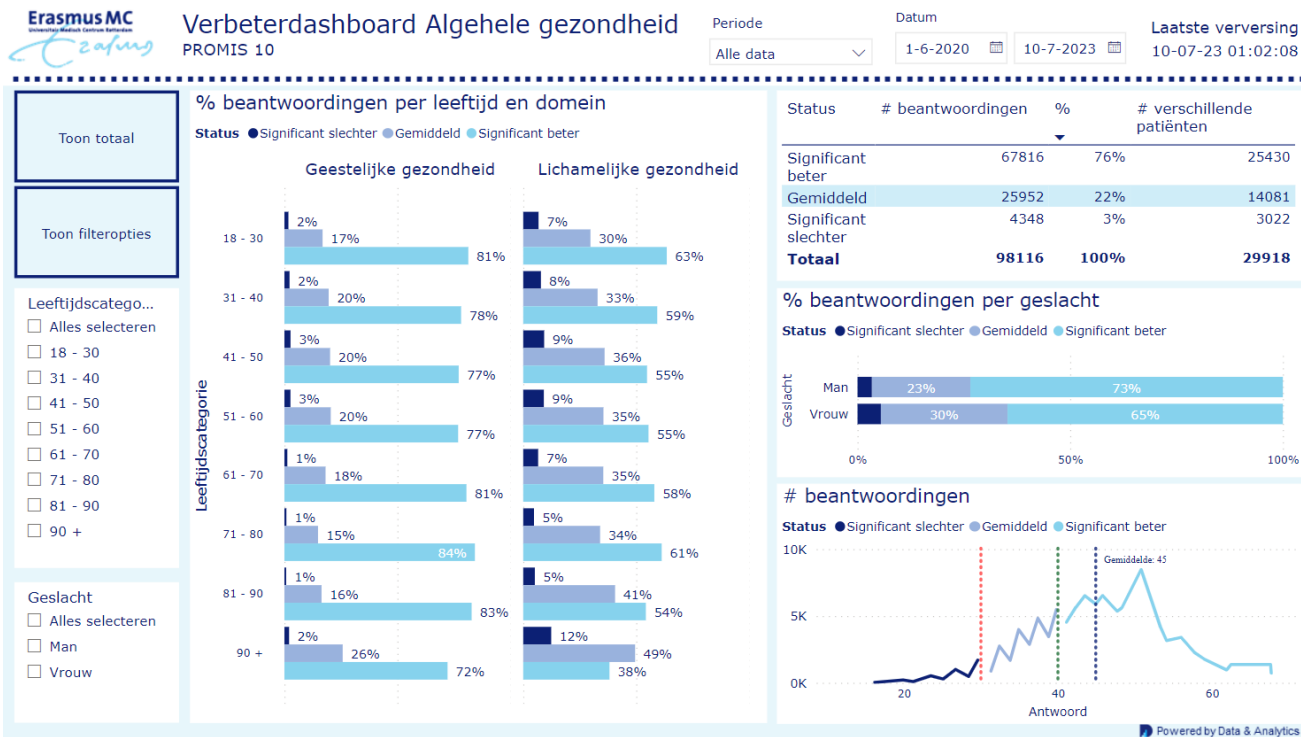 Erasmus MC
Universitair Medisch Centrum Rotterdam
Erasmus
Verbeterdashboard Algehele gezondheid
PROMIS 10
Periode
Alle data
Datum
1-6-2020
10-7-2023
Laatste verversing
10-07-23 01:02:08
Toon totaal
Toon filteropties
Leeftijdscatego...
Alles selecteren
18 - 30
31 - 40
41 - 50
51 - 60
61 - 70
71 - 80
81 - 90
90 +
Geslacht
Alles selecteren
Man
Vrouw
% beantwoordingen per leeftijd en domein
Status Significant slechter Gemiddeld Significant beter
Geestelijke gezondheid Lichamelijke gezondheid
Leeftijdscategorie
18 - 30
2% 7%
17% 30%
81% 63%
31 - 40
2% 8%
20% 33%
78% 59%
41 - 50
3% 9%
20% 36%
77% 55%
51 - 60
3% 9%
20% 35%
77% 55%
61 - 70
1% 7%
18% 35%
81% 58%
71 - 80
1% 5%
15% 34%
84% 61%
81 - 90
1% 5%
16% 41%
83% 54%
90 +
2% 12%
26% 49%
72% 38%
Status # beantwoordingen % # verschillende
patiënten
Significant
beter 67816 76% 25430
Gemiddeld 25952 22% 14081
Significant
slechter 4348 3% 3022
Totaal 98116 100% 29918
% beantwoordingen per geslacht
Status Significant slechter Gemiddeld Significant beter
Geslacht
Man 23% 73%
Vrouw 30% 65%
0% 50% 100%
# beantwoordingen
Status Significant slechter Gemiddeld Significant beter
10K
Gemiddelde: 45
5K
0K
20 40 60
Antwoord
Powered by Data & Analytics